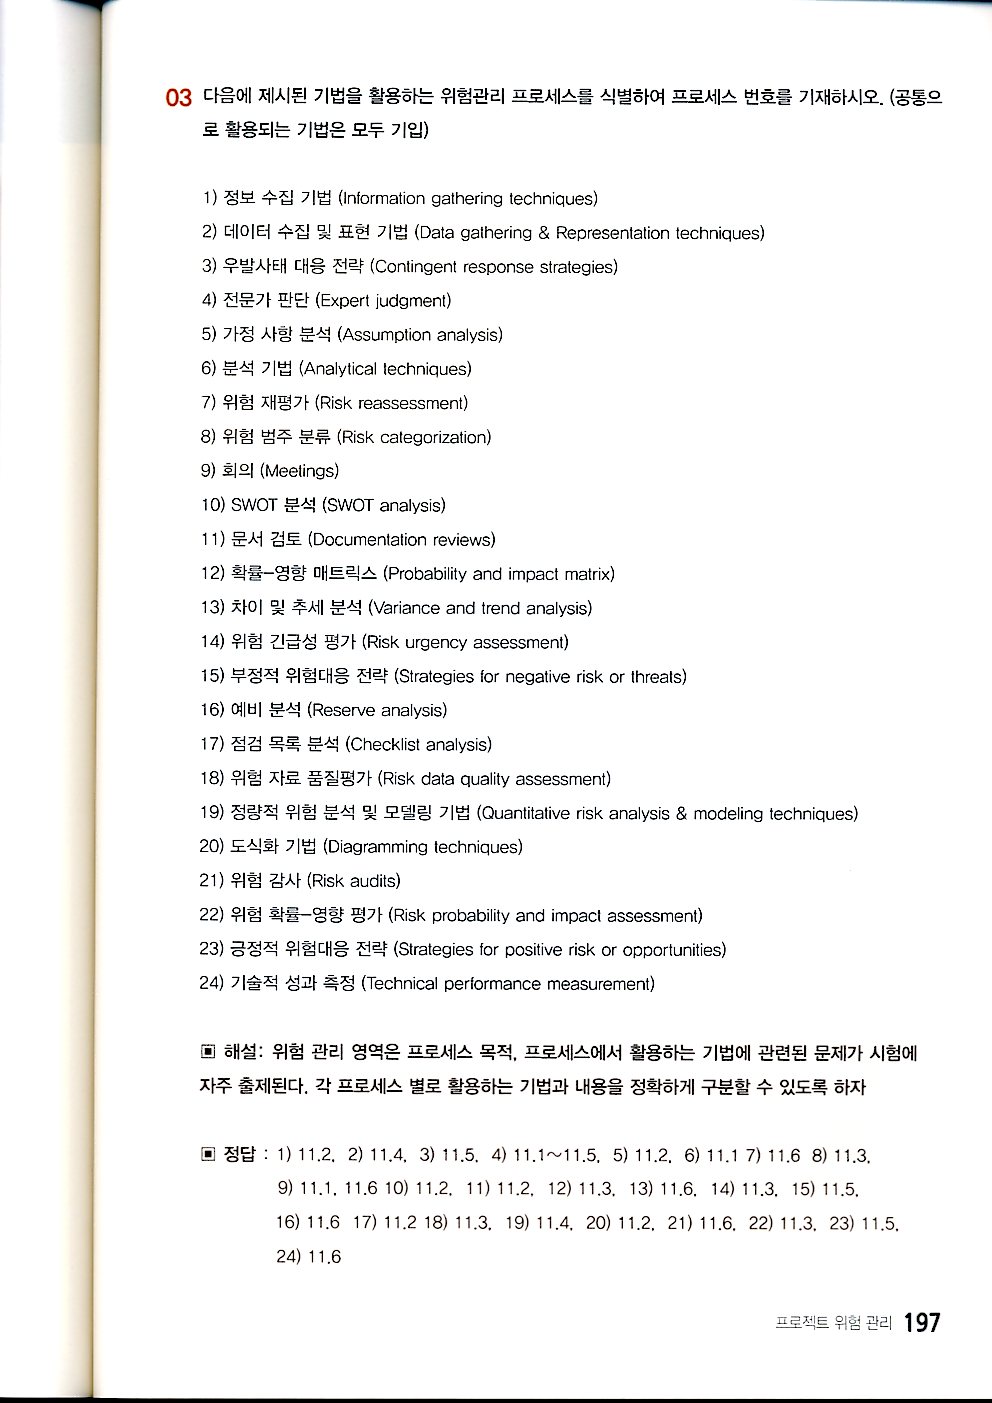 03 다음에 제시된 기법을 활용하는 위험관리 프로세스를 식별하여 프로세스 번호를 기재하시오. (공통으
로 활용되는 기법은 모두 기입)
1) 정보 수집 기법 (Information gathering techniques)
2) 데이터 수집 및 표현 기법 (Data gathering & Representation techniques)
3) 우발사태 대응 전략 (Contingent response strategies)
4) 전문가 판단 (Expert judgment)
5) 가정 사항 분석 (Assumption analysis)
6) 분석 기법 (Analytical techniques)
7) 위험 재평가 (Risk reassessment)
8) 위험 범주 분류 (Risk categorization)
9) 회의 (Meetings)
10) SWOT 분석 (SWOT analysis)
11) 문서 검토 (Documentation reviews)
12) 확률-영향 매트릭스 (Probability and impact matrix)
13) 차이 및 추세 분석 (Variance and trend analysis)
14) 위험 긴급성 평가 (Risk urgency assessment)
15) 부정적 위험대응 전략 (Strategies for negative risk or threats)
16) 예비 분석 (Reserve analysis)
17) 점검 목록 분석 (Checklist analysis)
18) 위험 자료 품질평가 (Risk data quality assessment)
19) 정량적 위험 분석 및 모델링 기법 (Quantitative risk analysis & modeling techniques)
20) 도식화 기법 (Diagramming techniques)
21) 위험 감사 (Risk audits)
22) 위험 확률-영향 평가 (Risk probability and impact assessment)
23) 긍정적 위험대응 전략 (Strategies for positive risk or opportunities)
24) 기술적 성과 측정 (Technical performance measurement)
▣ 해설: 위험 관리 영역은 프로세스 목적, 프로세스에서 활용하는 기법에 관련된 문제가 시험에
자주 출제된다. 각 프로세스 별로 활용하는 기법과 내용을 정확하게 구분할 수 있도록 하자
▣ 정답 : 1) 11.2, 2) 11.4, 3) 11.5, 4) 11.1~11.5, 5) 11.2, 6) 11.1 7) 11.6 8) 11.3,
9) 11.1, 11.6 10) 11.2, 11) 11.2, 12) 11.3, 13) 11.6, 14) 11.3, 15) 11.5,
16) 11.6 17) 11.2 18) 11.3, 19) 11.4, 20) 11.2, 21) 11.6, 22) 11.3, 23) 11.5,
24) 11.6
프로젝트 위험 관리 197